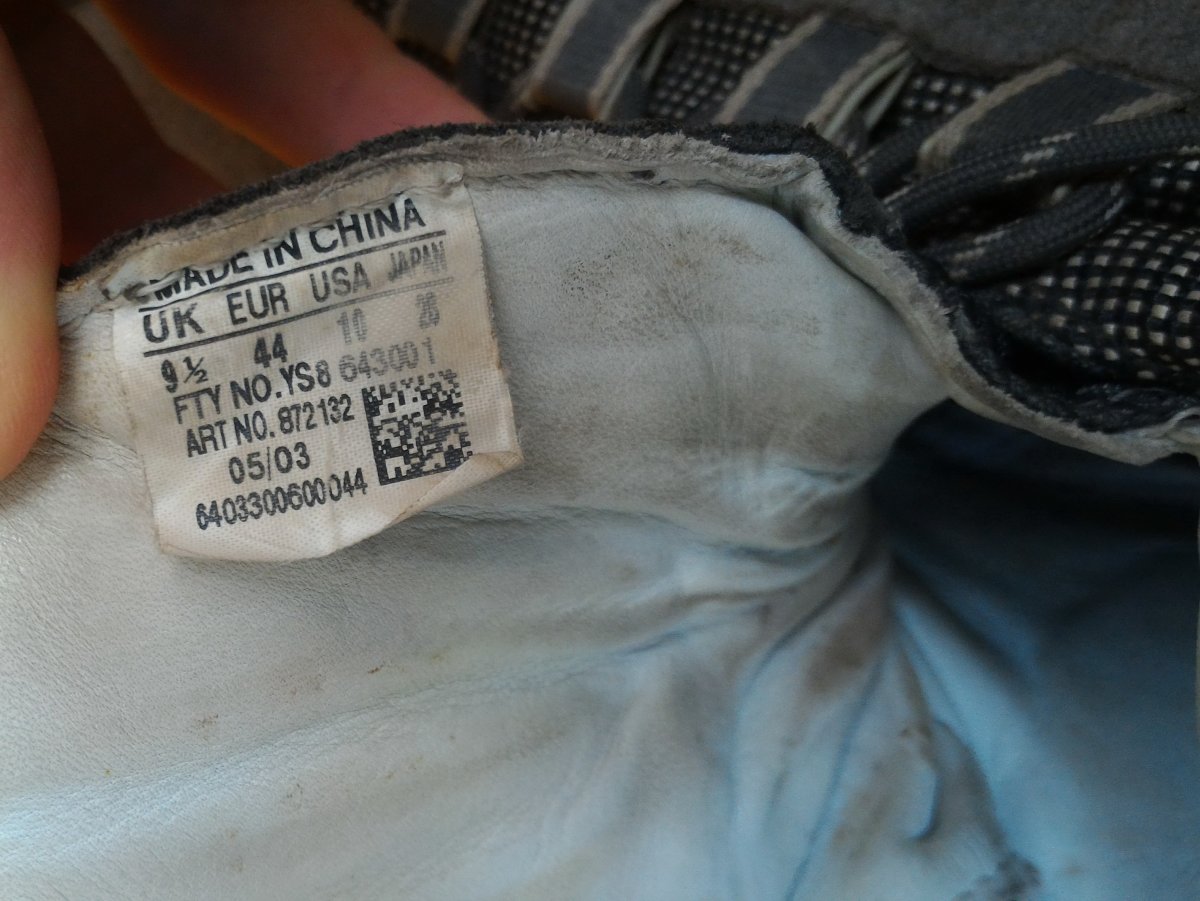 MADE IN CHINA
UK EUR USA JAPAN
9½ 44 10 28
FTY NO. YS8 643001
ART NO. 872132
05/03
6403300600044